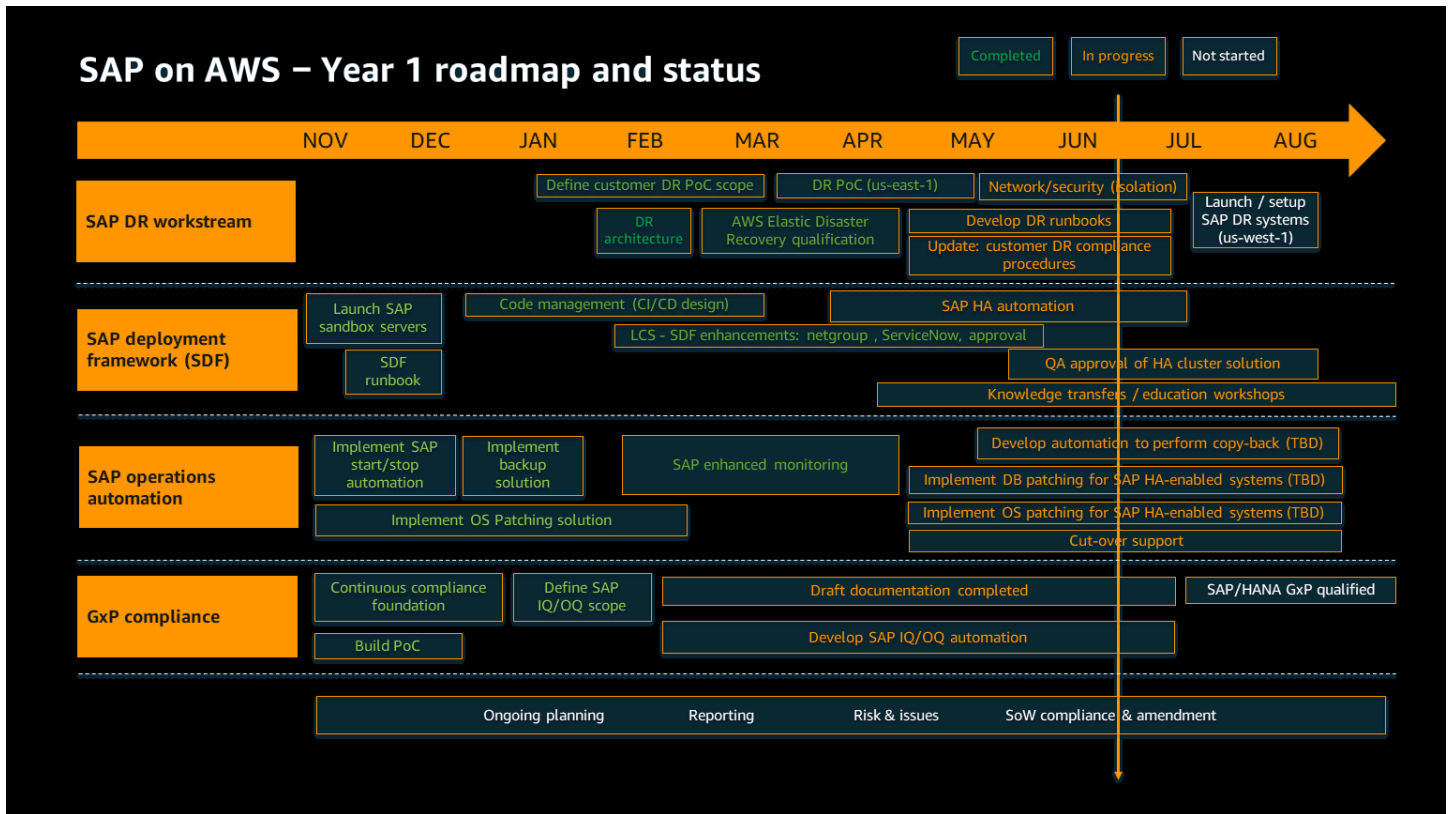 SAP on AWS – Year 1 roadmap and status
Completed
In progress
Not started
NOV DEC JAN FEB MAR APR MAY JUN JUL AUG
SAP DR workstream
Define customer DR PoC scope
DR PoC (us-east-1)
Network/security (isolation)
DR
architecture
AWS Elastic Disaster
Recovery qualification
Develop DR runbooks
Update: customer DR compliance
procedures
Launch / setup
SAP DR systems
(us-west-1)
SAP deployment
framework (SDF)
Launch SAP
sandbox servers
Code management (CI/CD design)
SAP HA automation
LCS - SDF enhancements: netgroup , ServiceNow, approval
SDF
runbook
QA approval of HA cluster solution
Knowledge transfers / education workshops
SAP operations
automation
Implement SAP
start/stop
automation
Implement
backup
solution
SAP enhanced monitoring
Develop automation to perform copy-back (TBD)
Implement DB patching for SAP HA-enabled systems (TBD)
Implement OS Patching solution
Implement OS patching for SAP HA-enabled systems (TBD)
Cut-over support
GxP compliance
Continuous compliance
foundation
Define SAP
IQ/OQ scope
Draft documentation completed
SAP/HANA GxP qualified
Build PoC
Develop SAP IQ/OQ automation
Ongoing planning
Reporting
Risk & issues
SoW compliance & amendment